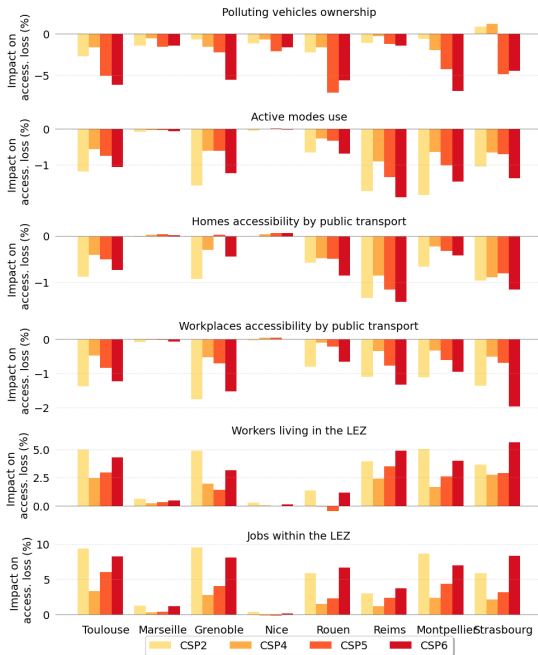 Polluting vehicles ownership
Impact on
access. loss (%)
0
−5
Active modes use
Impact on
access. loss (%)
0
−1
Homes accessibility by public transport
Impact on
access. loss (%)
0
−1
Workplaces accessibility by public transport
Impact on
access. loss (%)
0
−1
−2
Workers living in the LEZ
Impact on
access. loss (%)
5.0
2.5
0.0
Jobs within the LEZ
Impact on
access. loss (%)
10
5
0
Toulouse Marseille Grenoble Nice Rouen Reims Montpellier Strasbourg
CSP2 CSP4 CSP5 CSP6